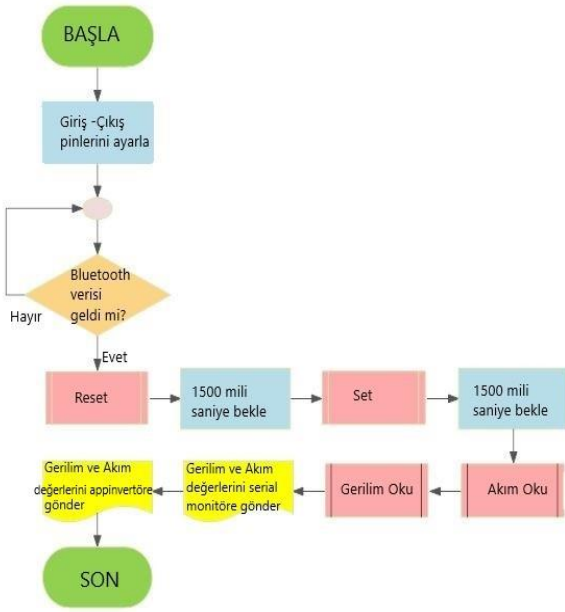 BAŞLA
Giriş -Çıkış
pinlerini ayarla
Bluetooth
verisi
geldi mi?
Hayır
Evet
Reset
1500 mili
saniye bekle
Set
1500 mili
saniye bekle
Akım Oku
Gerilim Oku
Gerilim ve Akım
değerlerini serial
monitöre gönder
Gerilim ve Akım
değerlerini appinvertöre
gönder
SON